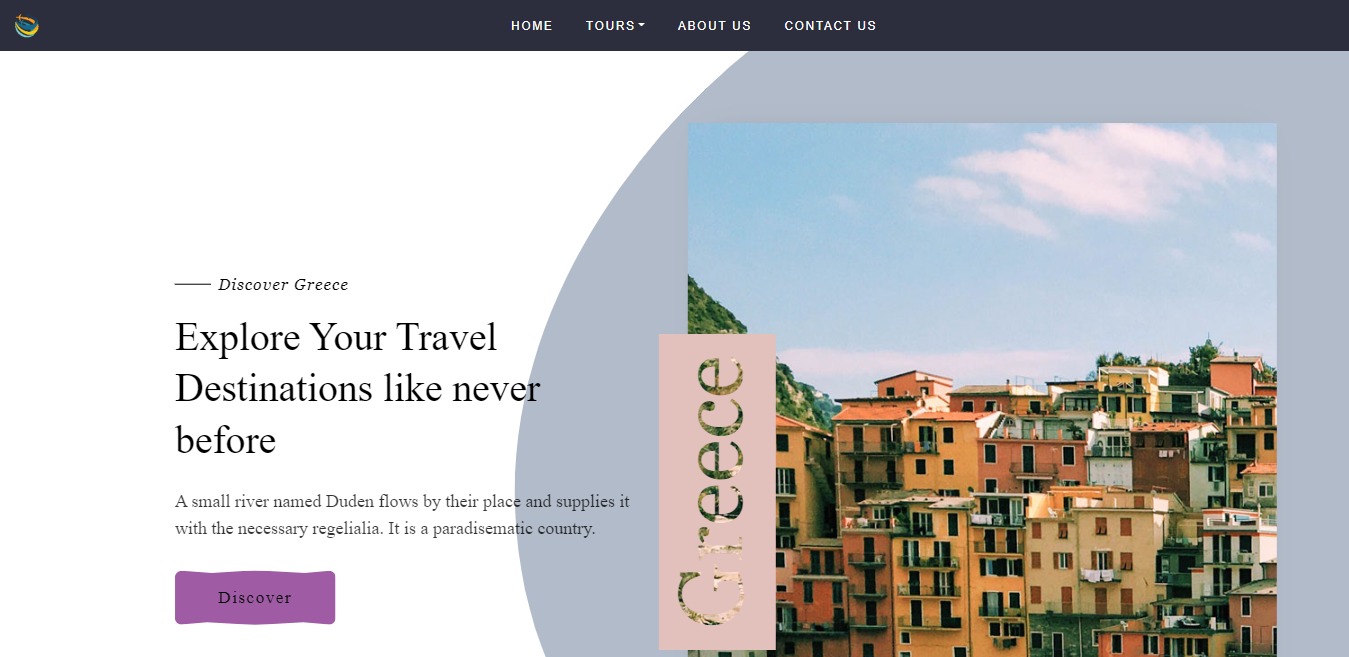 HOME TOURS ABOUT US CONTACT US
Discover Greece
Explore Your Travel
Destinations like never
before
A small river named Duden flows by their place and supplies it
with the necessary regelialia. It is a paradisematic country.
Discover
Greece